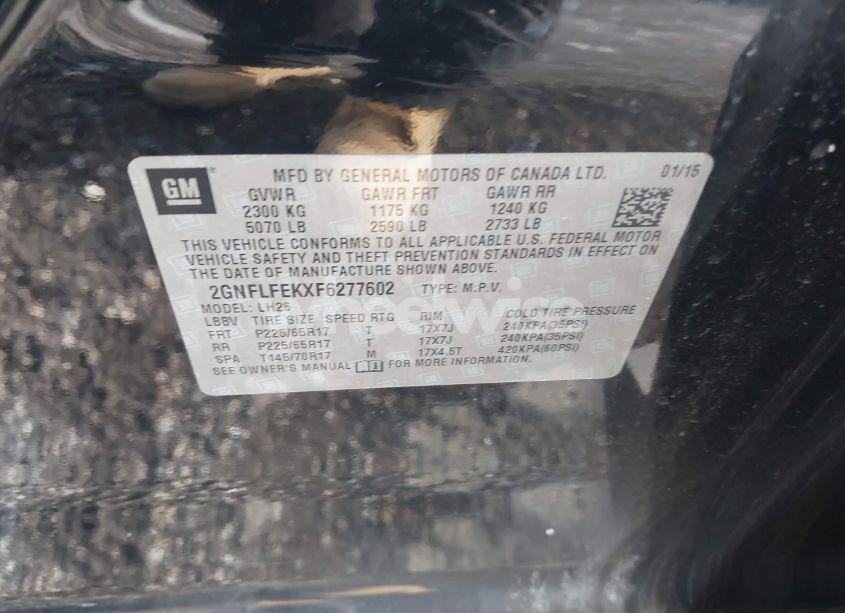 GM
MFD BY GENERAL MOTORS OF CANADA LTD. 01/15
GVWR GAWR FRT GAWR RR
2300 KG 1175 KG 1240 KG
5070 LB 2590 LB 2733 LB
THIS VEHICLE CONFORMS TO ALL APPLICABLE U.S. FEDERAL MOTOR
VEHICLE SAFETY AND THEFT PREVENTION STANDARDS IN EFFECT ON
THE DATE OF MANUFACTURE SHOWN ABOVE.
2GNFLFEKXF6277602 TYPE: M.P.V.
MODEL: LH26
LBBV TIRE SIZE SPEED RTG RIM COLD TIRE PRESSURE
FRT P225/65R17 T 17X7J 240KPA(35PSI)
RR P225/65R17 T 17X7J 240KPA(35PSI)
SPA T145/70R17 M 17X4.5T 420KPA(60PSI)
SEE OWNER'S MANUAL FOR MORE INFORMATION.